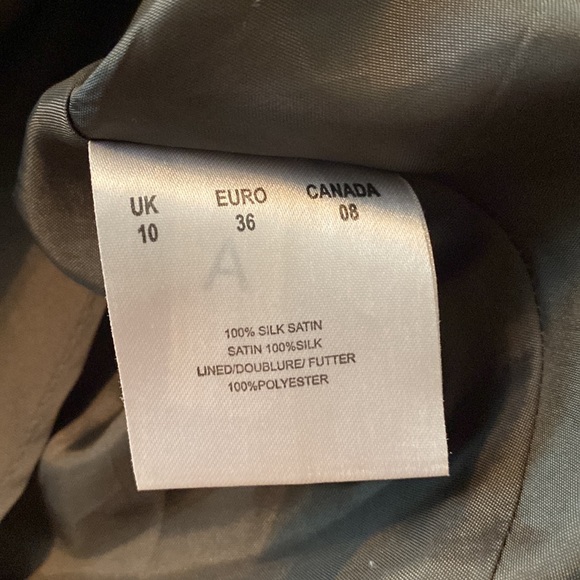 UK EURO CANADA
10 36 08
A
100% SILK SATIN
SATIN 100%SILK
LINED/DOUBLURE/ FUTTER
100%POLYESTER